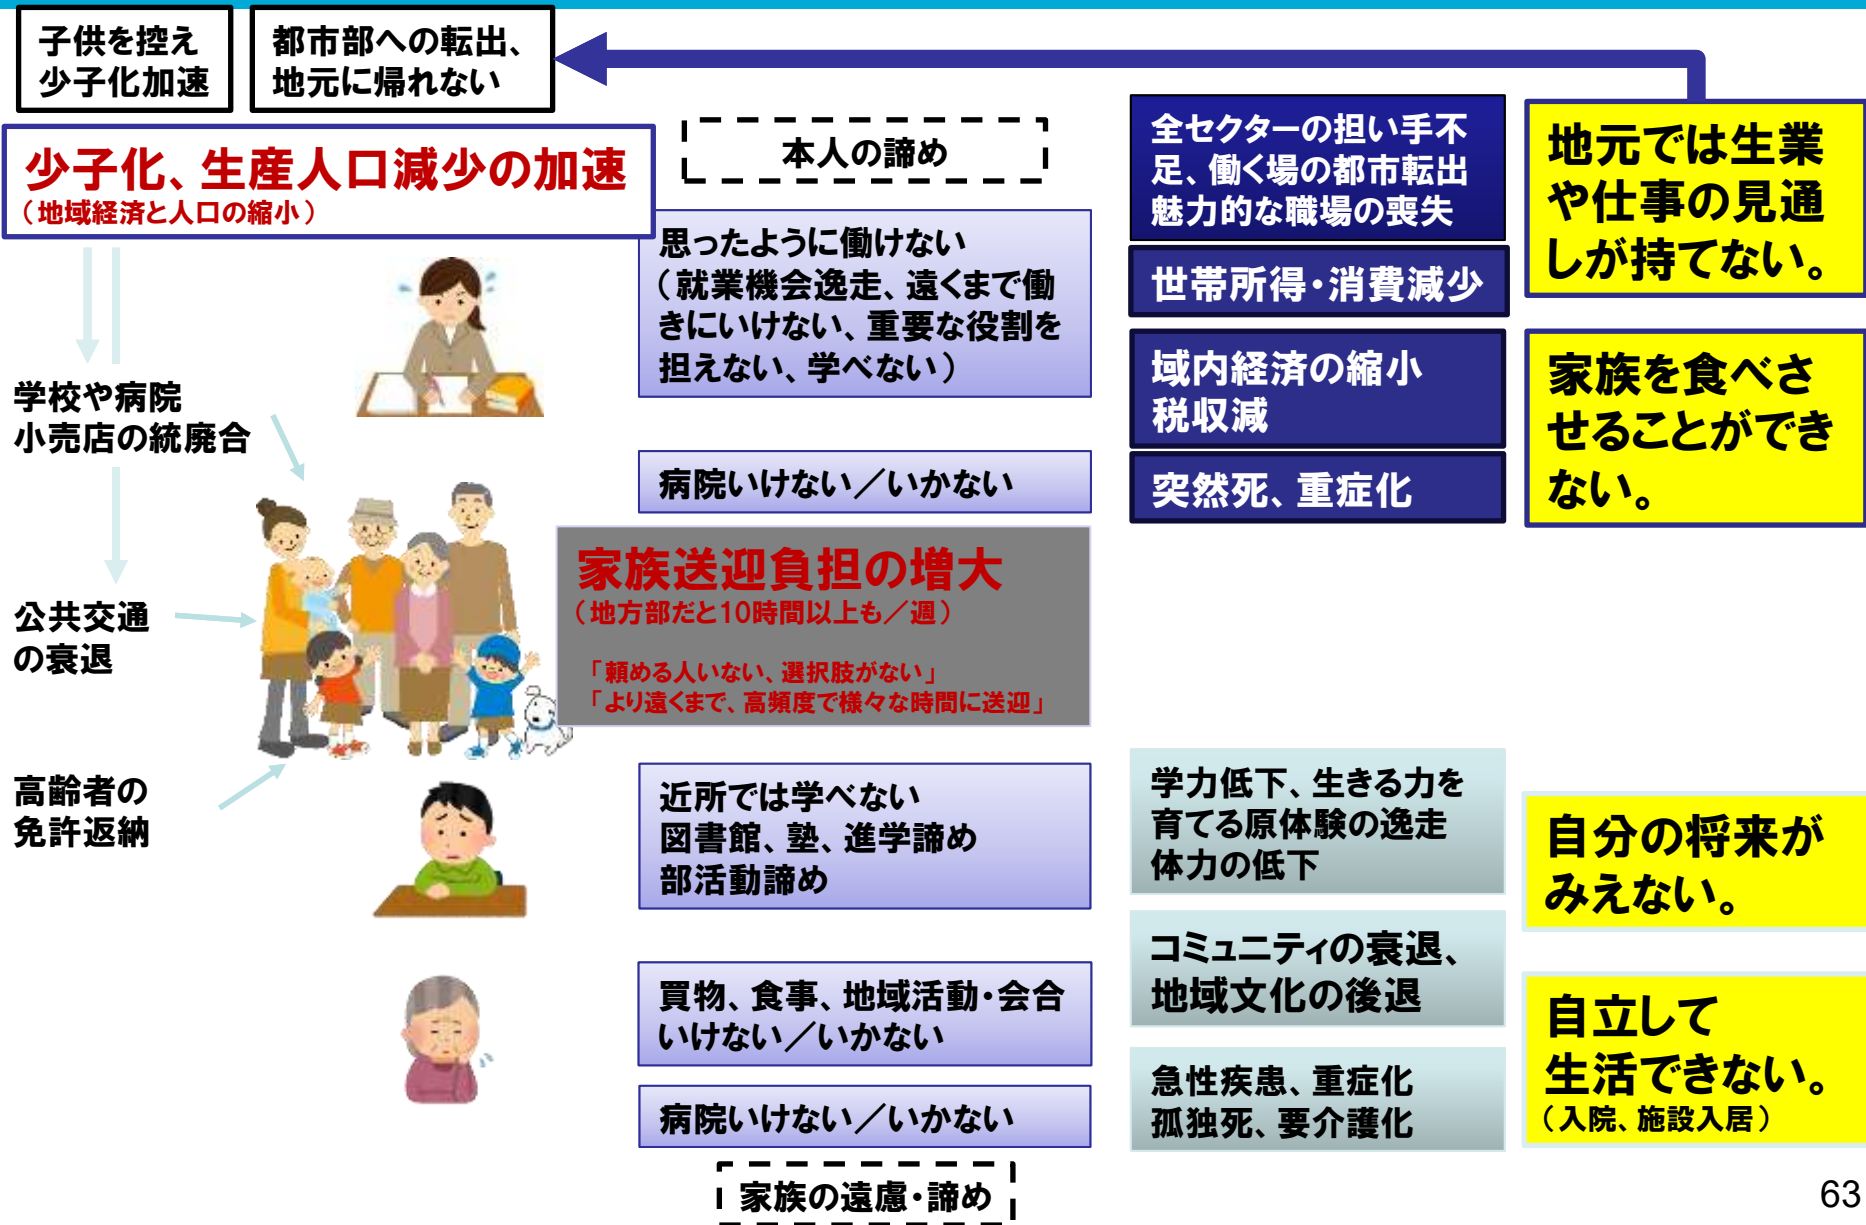 子供を控え
少子化加速
都市部への転出、
地元に帰れない
少子化、生産人口減少の加速
（地域経済と人口の縮小）
学校や病院
小売店の統廃合
公共交通
の衰退
高齢者の
免許返納
本人の諦め
思ったように働けない
（就業機会逸走、遠くまで働
きにいけない、重要な役割を
担えない、学べない）
病院いけない／いかない
家族送迎負担の増大
（地方部だと10時間以上も／週）
「頼める人いない、選択肢がない」
「より遠くまで、高頻度で様々な時間に送迎」
近所では学べない
図書館、塾、進学諦め
部活動諦め
買物、食事、地域活動・会合
いけない／いかない
病院いけない／いかない
家族の遠慮・諦め
全セクターの担い手不
足、働く場の都市転出
魅力的な職場の喪失
世帯所得・消費減少
域内経済の縮小
税収減
突然死、重症化
学力低下、生きる力を
育てる原体験の逸走
体力の低下
コミュニティの衰退、
地域文化の後退
急性疾患、重症化
孤独死、要介護化
地元では生業
や仕事の見通
しが持てない。
家族を食べさ
せることができ
ない。
自分の将来が
みえない。
自立して
生活できない。
（入院、施設入居）
63